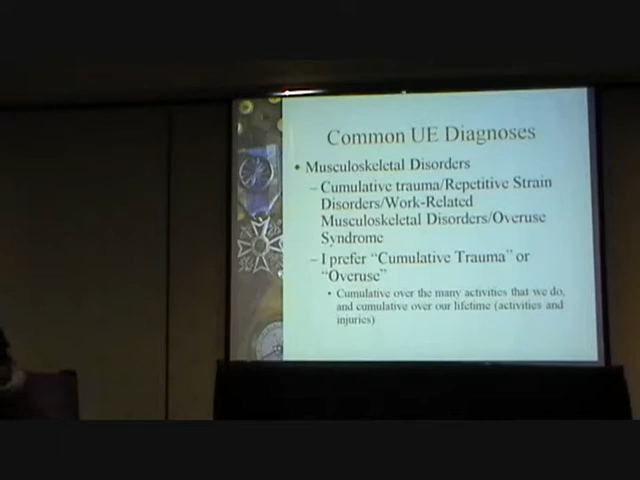 Common UE Diagnoses
• Musculoskeletal Disorders
– Cumulative trauma/Repetitive Strain
Disorders/Work-Related
Musculoskeletal Disorders/Overuse
Syndrome
– I prefer "Cumulative Trauma" or
"Overuse"
• Cumulative over the many activities that we do,
and cumulative over our lifetime (activities and
injuries)